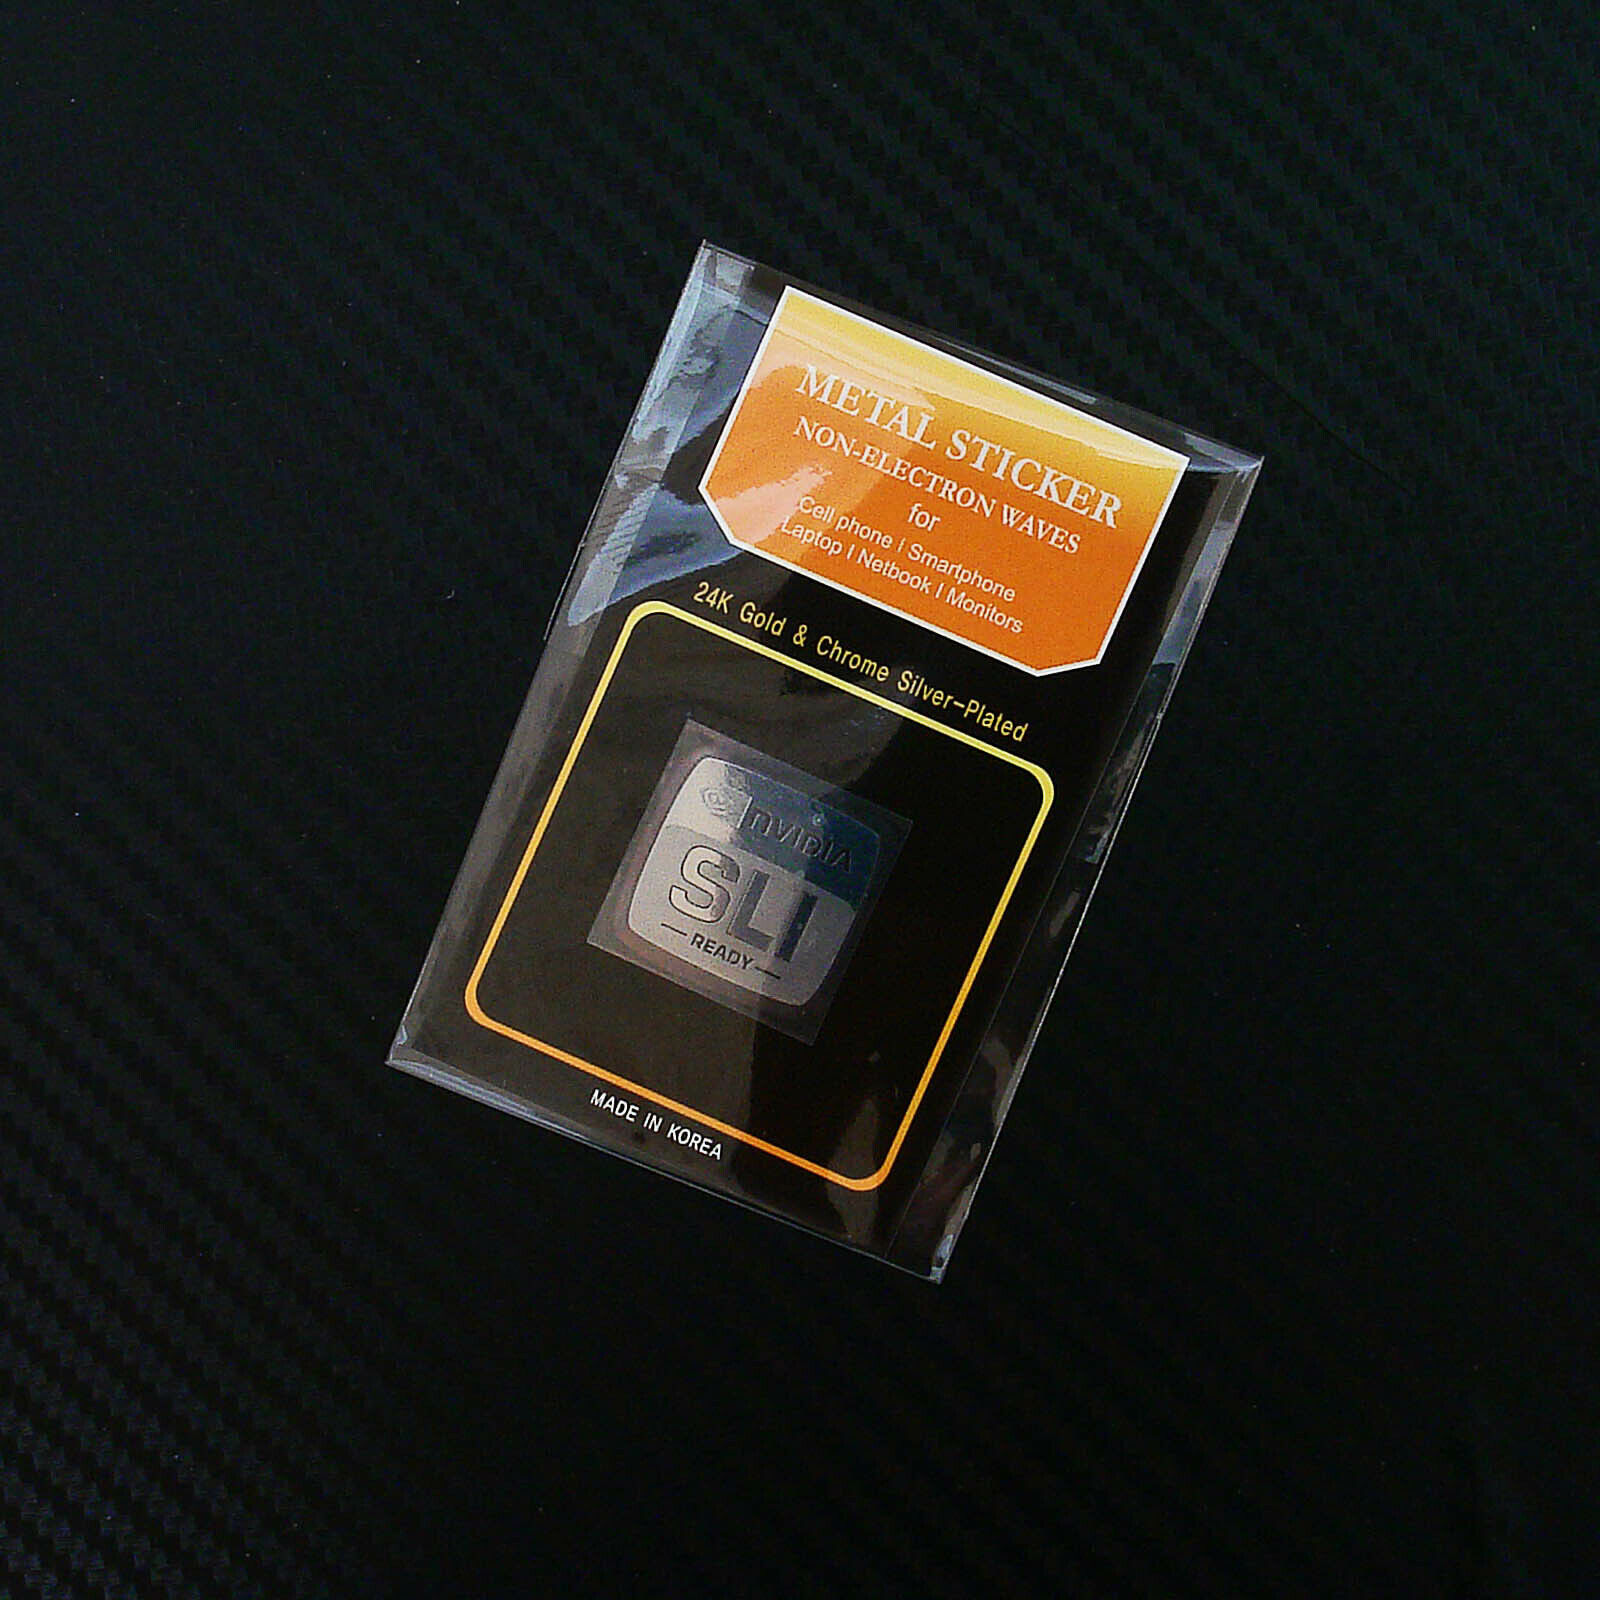 METAL STICKER
NON-ELECTRON WAVES
for
Cell phone | Smartphone
Laptop | Netbook | Monitors
24K Gold & Chrome Silver-Plated
nVIDIA
SLI
READY
MADE IN KOREA